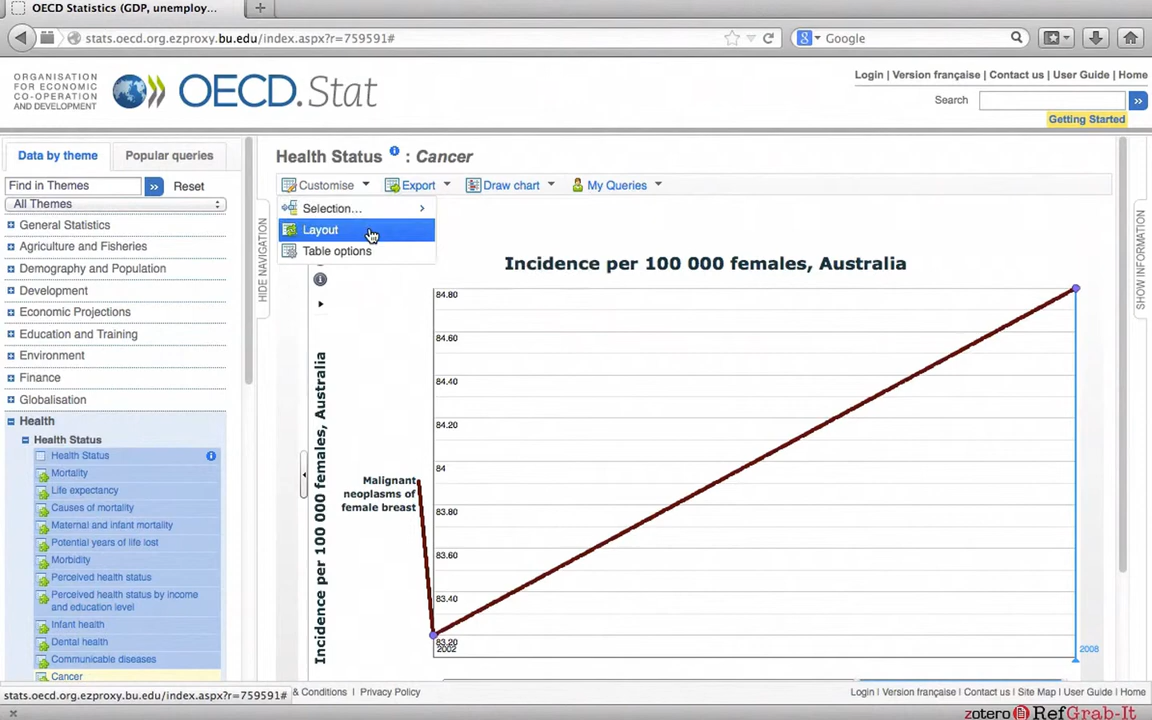 OECD Statistics (GDP, unemploy...
stats.oecd.org.ezproxy.bu.edu/index.aspx?r=759591#
Google
ORGANISATION
FOR ECONOMIC
CO-OPERATION
AND DEVELOPMENT
OECD.Stat
Login | Version française | Contact us | User Guide | Home
Search
Getting Started
Data by theme
Popular queries
Find in Themes
Reset
All Themes
General Statistics
Agriculture and Fisheries
Demography and Population
Development
Economic Projections
Education and Training
Environment
Finance
Globalisation
Health
Health Status
Health Status
Mortality
Life expectancy
Causes of mortality
Maternal and infant mortality
Potential years of life lost
Morbidity
Perceived health status
Perceived health status by income
and education level
Infant health
Dental health
Communicable diseases
Cancer
HIDE NAVIGATION
Health Status : Cancer
Customise
Export
Draw chart
My Queries
Selection...
Layout
Table options
Incidence per 100 000 females, Australia
Incidence per 100 000 females, Australia
Malignant
neoplasms of
female breast
84.80
84.60
84.40
84.20
84
83.80
83.60
83.40
83.20
2002
2008
SHOW INFORMATION
stats.oecd.org.ezproxy.bu.edu/index.aspx?r=759591#
& Conditions | Privacy Policy
Login | Version française | Contact us | Site Map | User Guide | Home
zotero RefGrab-It